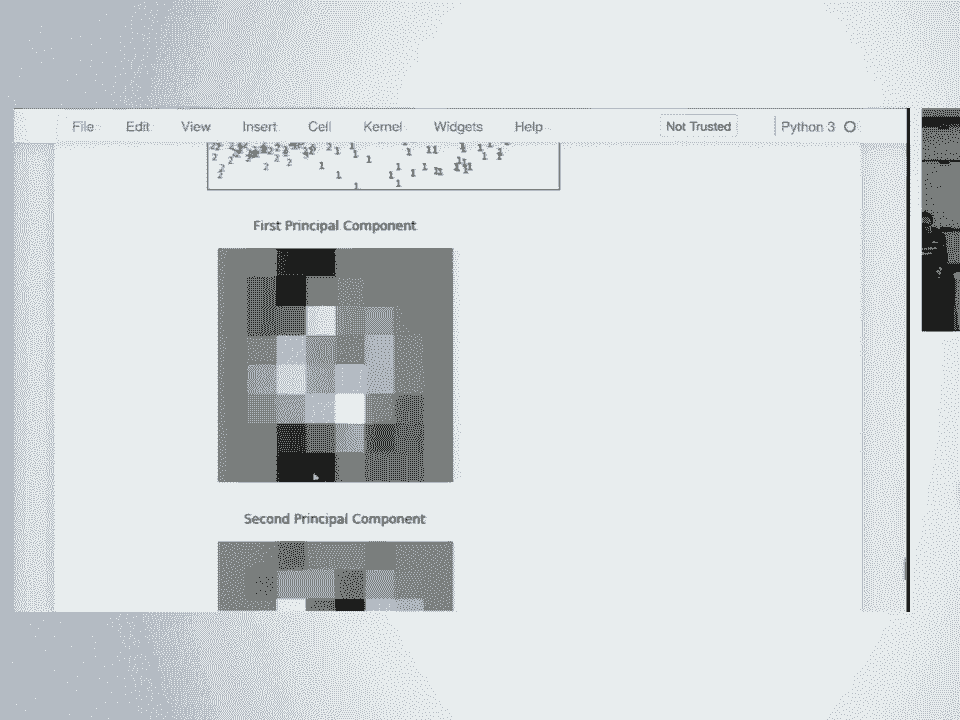 File Edit View Insert Cell Kernel Widgets Help Not Trusted Python 3
First Principal Component
Second Principal Component